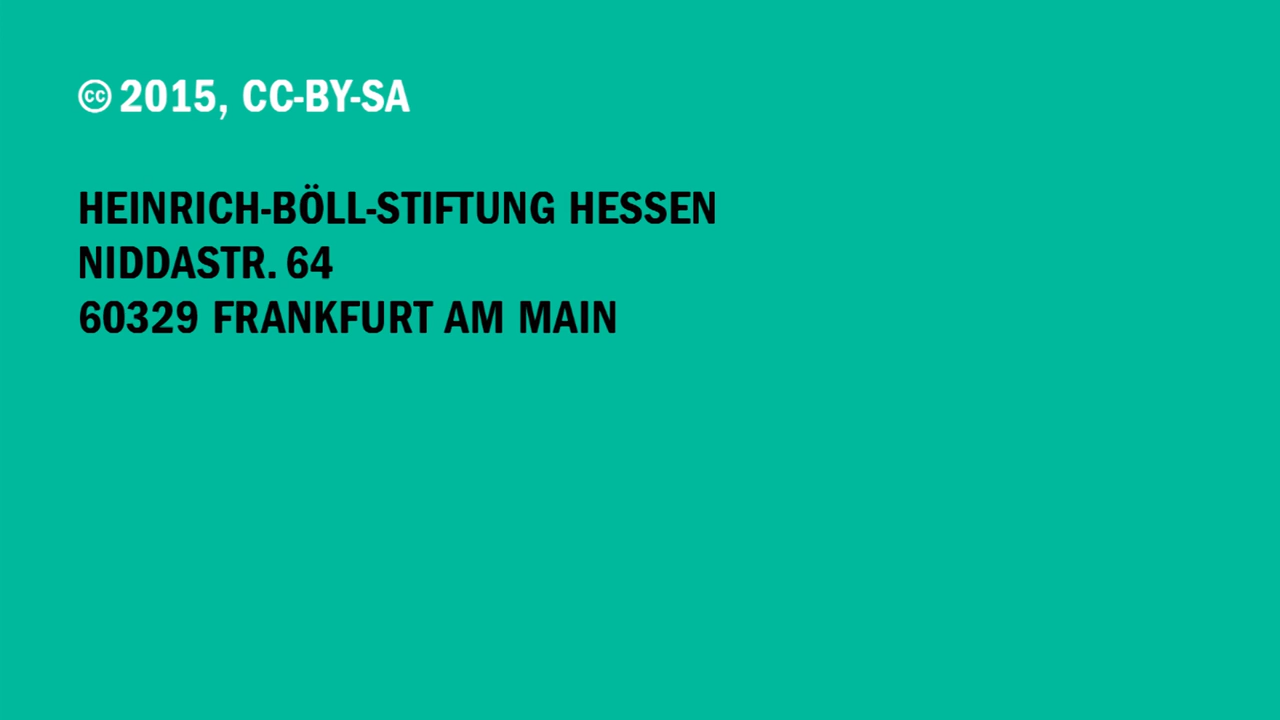 🅭 2015, CC-BY-SA
HEINRICH-BÖLL-STIFTUNG HESSEN
NIDDASTR. 64
60329 FRANKFURT AM MAIN